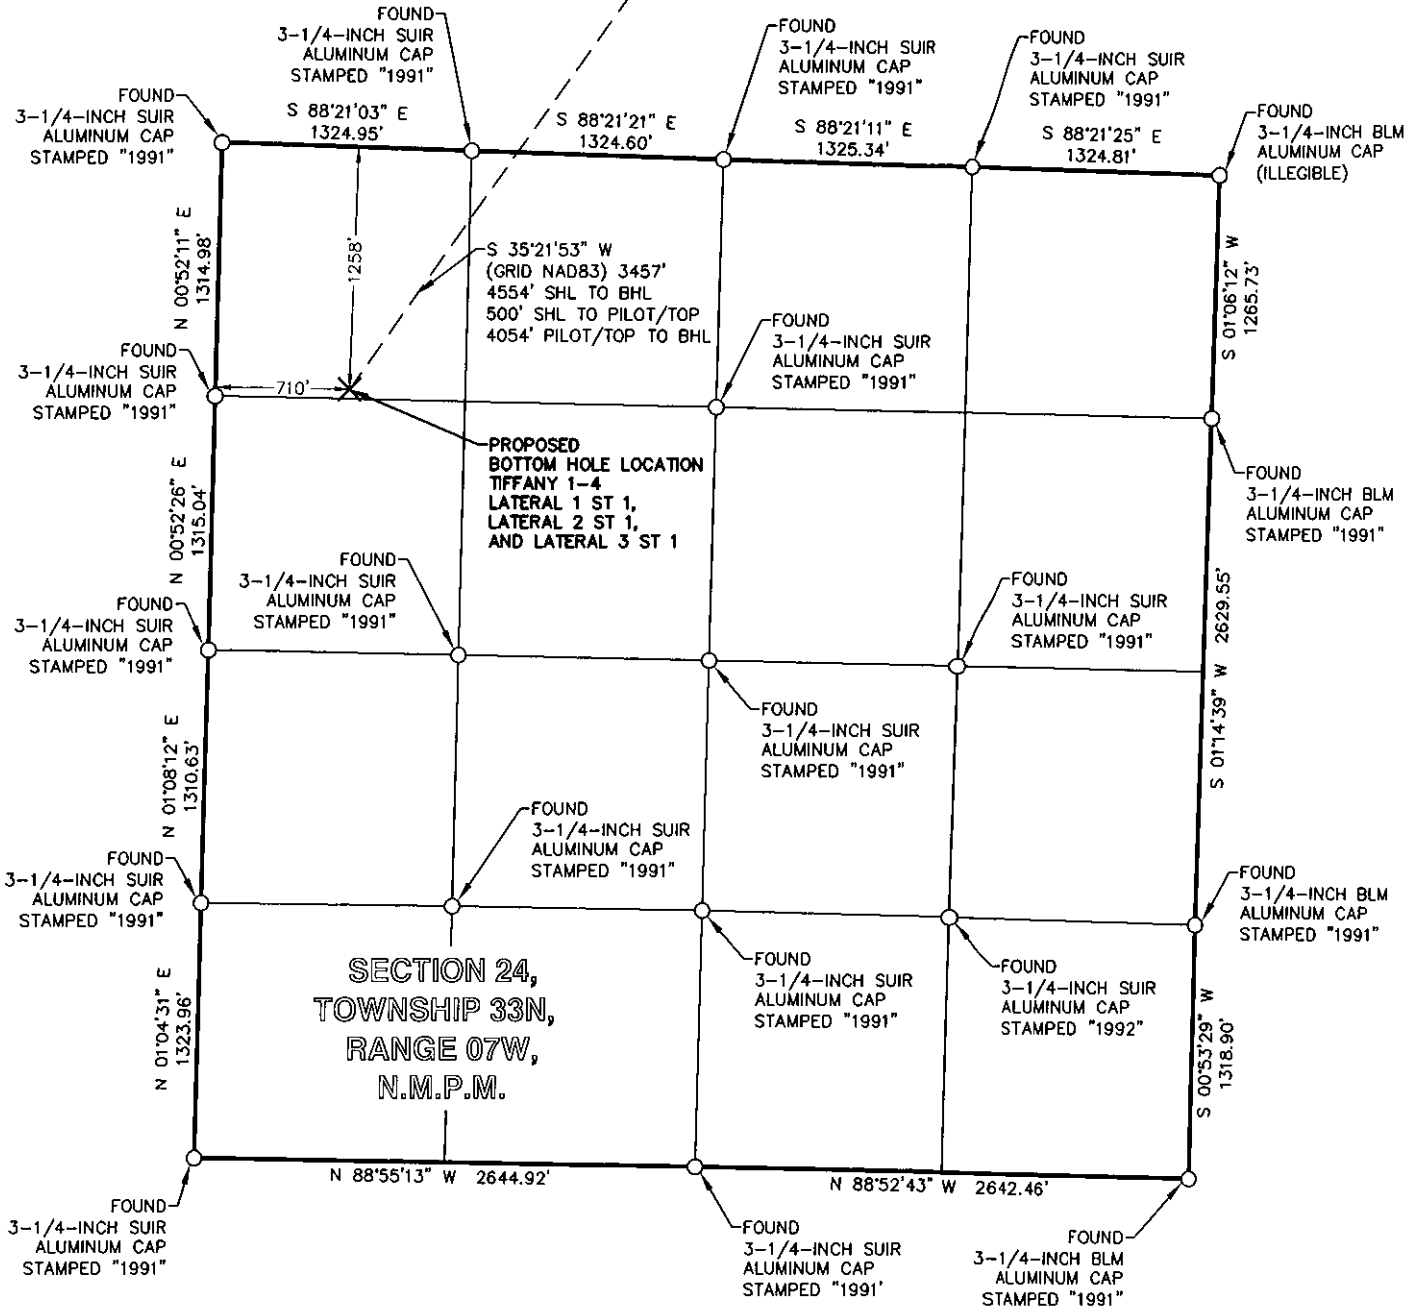 FOUND
3-1/4-INCH SUIR
ALUMINUM CAP
STAMPED "1991"
FOUND
3-1/4-INCH SUIR
ALUMINUM CAP
STAMPED "1991"
FOUND
3-1/4-INCH SUIR
ALUMINUM CAP
STAMPED "1991"
FOUND
3-1/4-INCH SUIR
ALUMINUM CAP
STAMPED "1991"
FOUND
3-1/4-INCH BLM
ALUMINUM CAP
(ILLEGIBLE)
S 88°21'03" E
1324.95'
S 88°21'21" E
1324.60'
S 88°21'11" E
1325.34'
S 88°21'25" E
1324.81'
N 00°52'11" E
1314.98'
1258'
S 35°21'53" W
(GRID NAD83) 3457'
4554' SHL TO BHL
500' SHL TO PILOT/TOP
4054' PILOT/TOP TO BHL
S 01°06'12" W
1265.73'
FOUND
3-1/4-INCH SUIR
ALUMINUM CAP
STAMPED "1991"
FOUND
3-1/4-INCH SUIR
ALUMINUM CAP
STAMPED "1991"
710'
PROPOSED
BOTTOM HOLE LOCATION
TIFFANY 1-4
LATERAL 1 ST 1,
LATERAL 2 ST 1,
AND LATERAL 3 ST 1
FOUND
3-1/4-INCH BLM
ALUMINUM CAP
STAMPED "1991"
N 00°52'26" E
1315.04'
FOUND
3-1/4-INCH SUIR
ALUMINUM CAP
STAMPED "1991"
FOUND
3-1/4-INCH SUIR
ALUMINUM CAP
STAMPED "1991"
FOUND
3-1/4-INCH SUIR
ALUMINUM CAP
STAMPED "1991"
S 01°14'39" W 2629.55'
FOUND
3-1/4-INCH SUIR
ALUMINUM CAP
STAMPED "1991"
N 01°08'12" E
1310.63'
FOUND
3-1/4-INCH SUIR
ALUMINUM CAP
STAMPED "1991"
FOUND
3-1/4-INCH SUIR
ALUMINUM CAP
STAMPED "1991"
FOUND
3-1/4-INCH BLM
ALUMINUM CAP
STAMPED "1991"
SECTION 24,
TOWNSHIP 33N,
RANGE 07W,
N.M.P.M.
FOUND
3-1/4-INCH SUIR
ALUMINUM CAP
STAMPED "1991"
FOUND
3-1/4-INCH SUIR
ALUMINUM CAP
STAMPED "1992"
N 01°04'31" E
1323.96'
S 00°53'29" W
1318.90'
N 88°55'13" W 2644.92'
N 88°52'43" W 2642.46'
FOUND
3-1/4-INCH SUIR
ALUMINUM CAP
STAMPED "1991"
FOUND
3-1/4-INCH SUIR
ALUMINUM CAP
STAMPED "1991'
FOUND
3-1/4-INCH BLM
ALUMINUM CAP
STAMPED "1991"